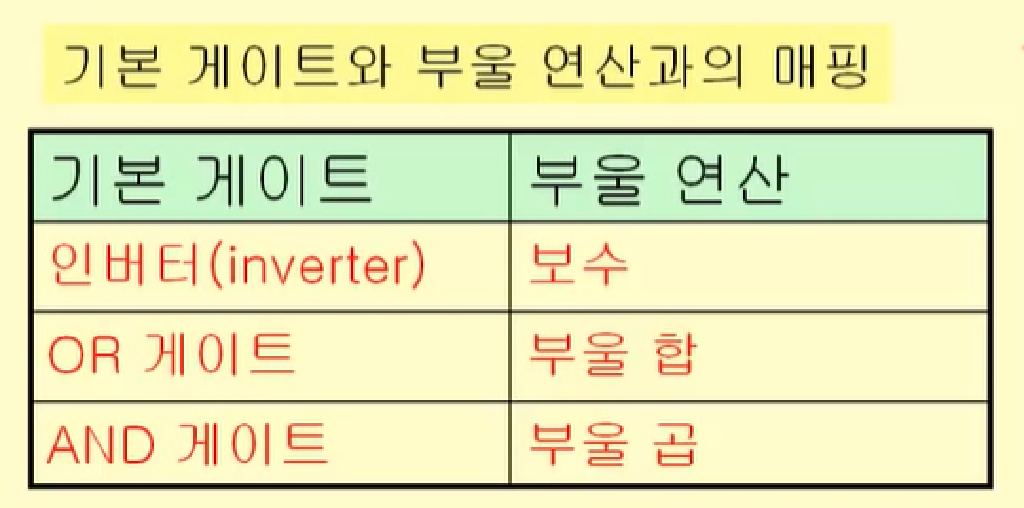 기본 게이트와 부울 연산과의 매핑
기본 게이트 부울 연산
인버터(inverter) 보수
OR 게이트 부울 합
AND 게이트 부울 곱